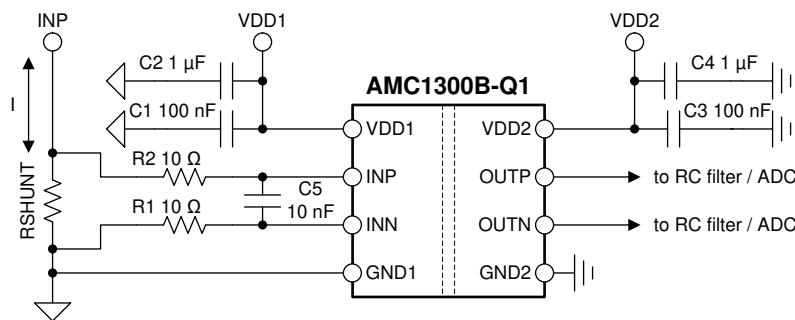 INP
VDD1
VDD2
C2 1 µF
C4 1 µF
AMC1300B-Q1
I
C1 100 nF
C3 100 nF
VDD1
VDD2
R2 10 Ω
INP
OUTP
to RC filter / ADC
C5
10 nF
RSHUNT
R1 10 Ω
INN
OUTN
to RC filter / ADC
GND1
GND2